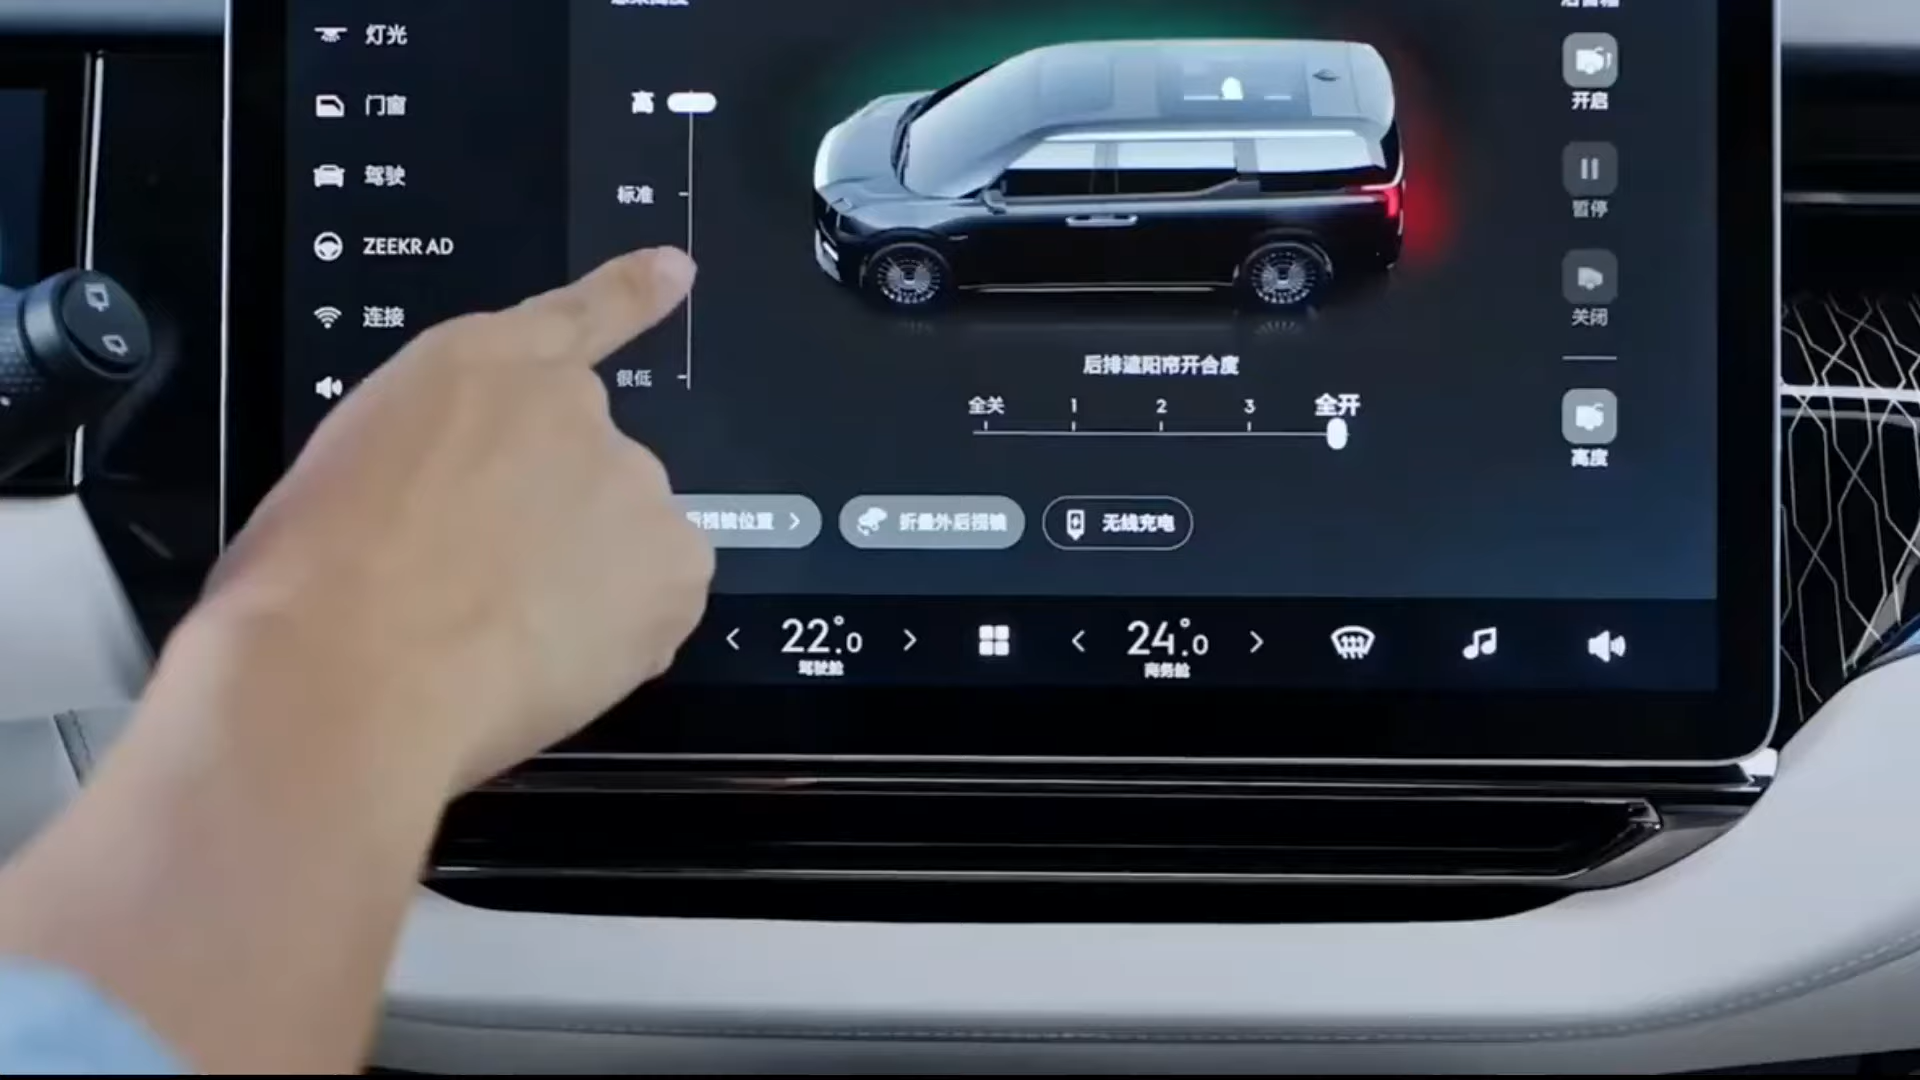 灯光
门窗
驾驶
ZEEKR AD
连接
高
标准
很低
后排遮阳帘开合度
全关 1 2 3 全开
后视镜位置
折叠外后视镜
无线充电
开启
暂停
关闭
高度
22.0
驾驶舱
24.0
商务舱